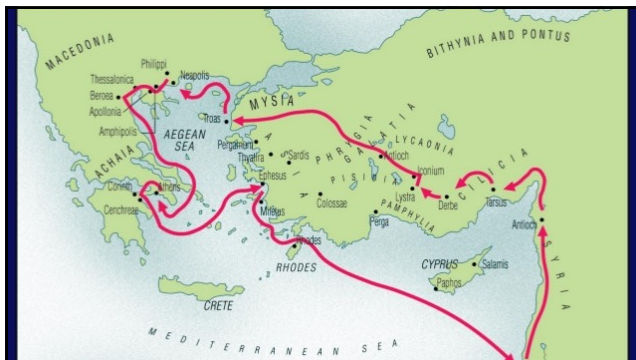 MACEDONIA
BITHYNIA AND PONTUS
Philippi
Neapolis
Thessalonica
Beroea
Apollonia
Amphipolis
MYSIA
Troas
AEGEAN
SEA
Pergamum
Thyatira
Sardis
ASIA
PHRYGIA
GALATIA
LYCAONIA
Antioch
Iconium
PISIDIA
Lystra
Derbe
CILICIA
Tarsus
ACHAIA
Corinth
Athens
Cenchreae
Ephesus
Miletus
Colossae
PAMPHYLIA
Perga
Antioch
SYRIA
Rhodes
RHODES
CYPRUS
Salamis
Paphos
CRETE
MEDITERRANEAN SEA